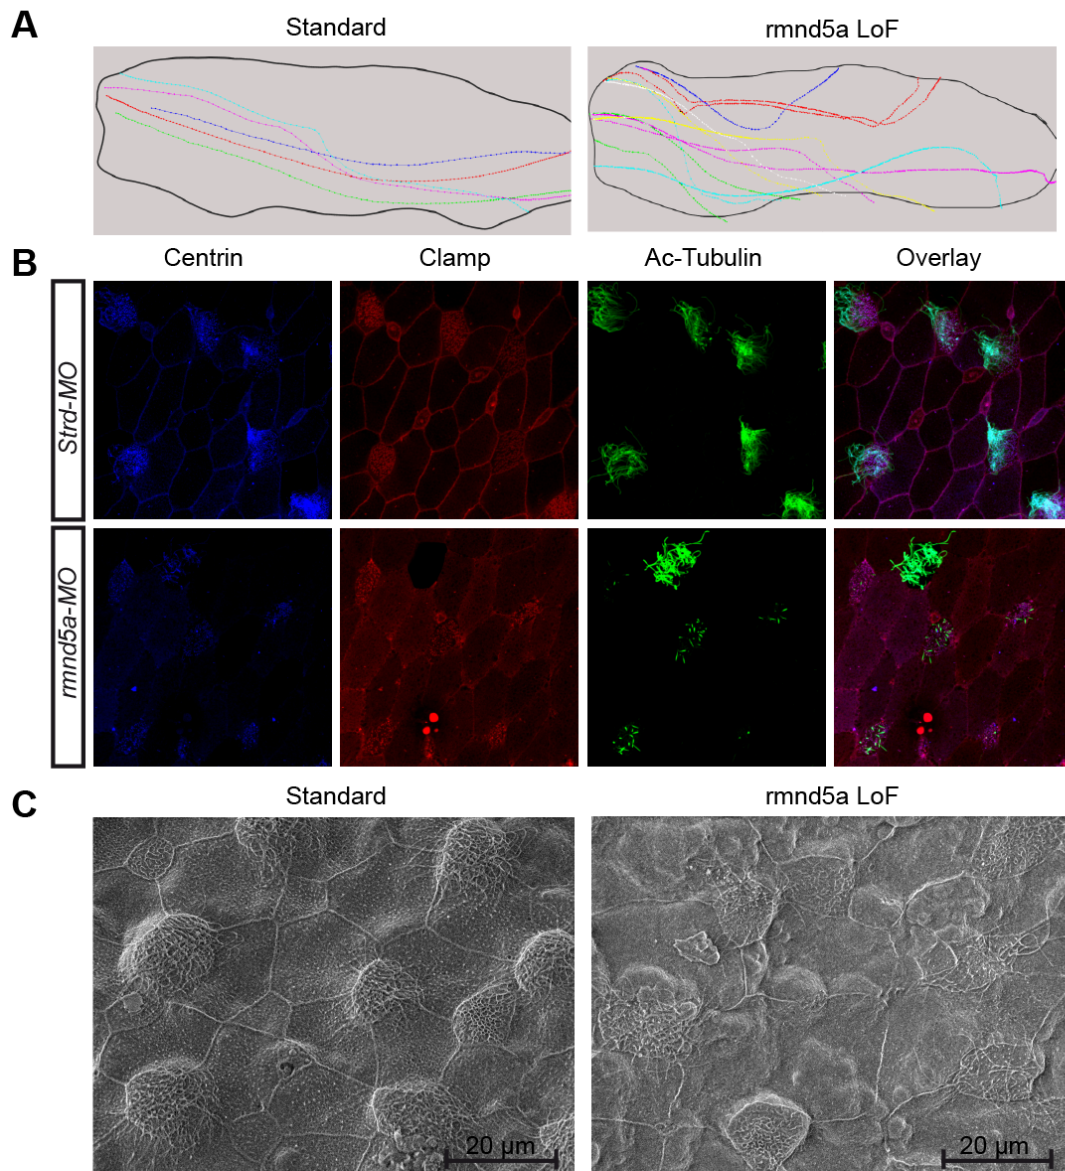 A
Standard
rmnd5a LoF
B
Centrin
Clamp
Ac-Tubulin
Overlay
Strd-MO
rmnd5a-MO
C
Standard
rmnd5a LoF
20 µm
20 µm